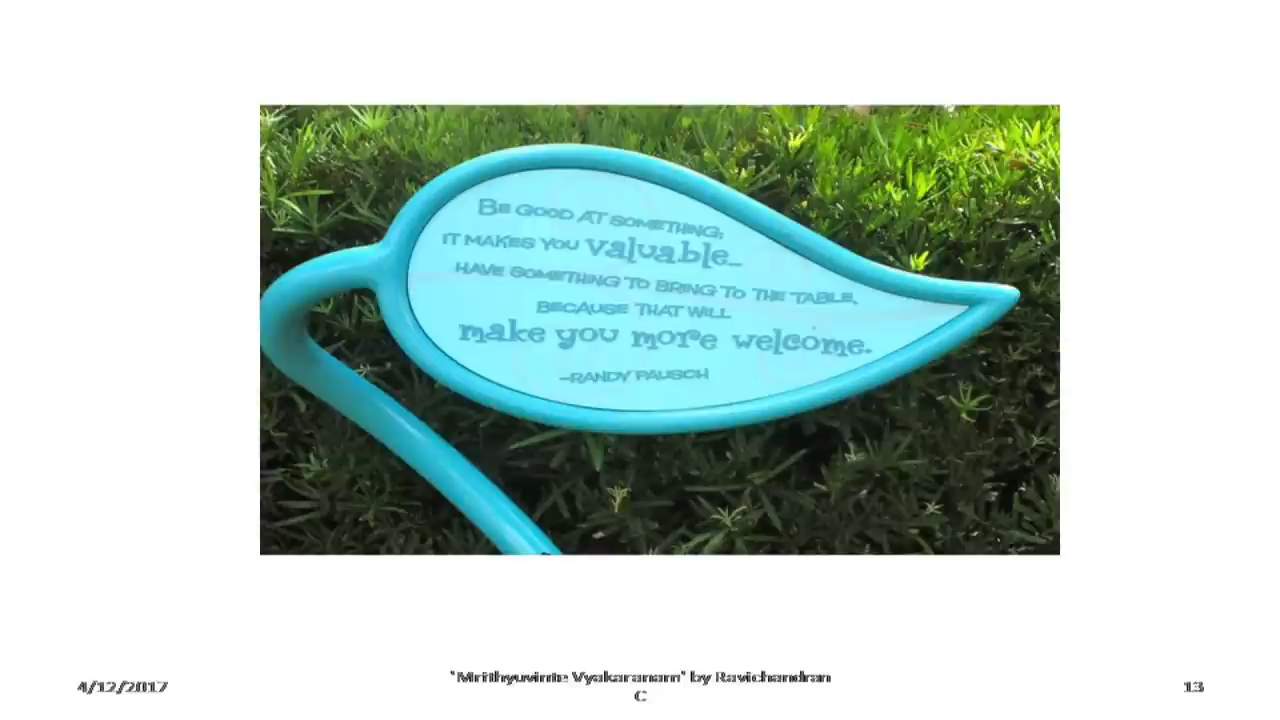 Be good at something;
it makes you valuable...
Have something to bring to the table,
because that will
make you more welcome.
-Randy Pausch
4/12/2017
"Mrithyuvinte Vyakaranam" by Ravichandran
C
13